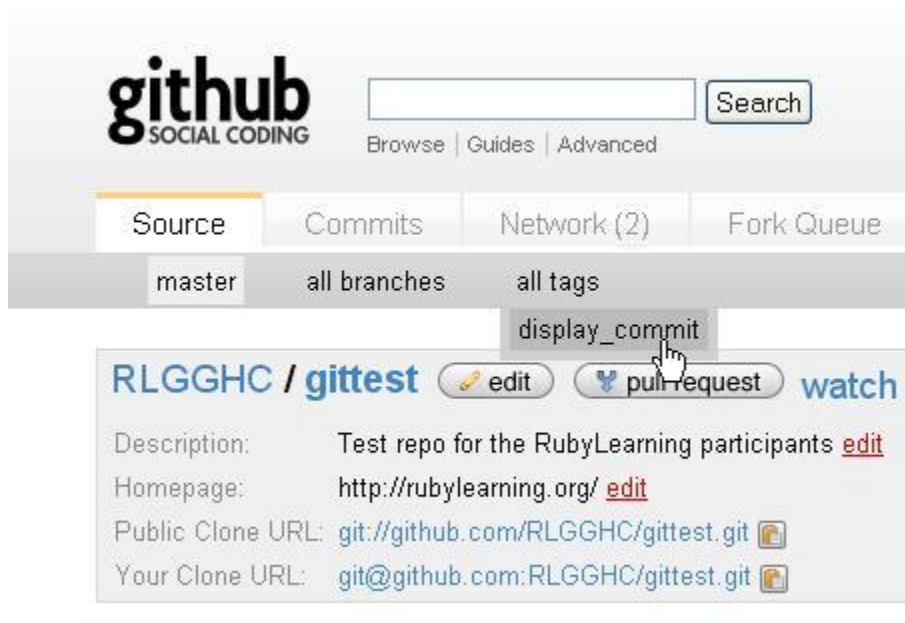 github
SOCIAL CODING
Search
Browse | Guides | Advanced
Source Commits Network (2) Fork Queue
master all branches all tags
display_commit
RLGGHC / gittest edit pull request watch
Description: Test repo for the RubyLearning participants edit
Homepage: http://rubylearning.org/ edit
Public Clone URL: git://github.com/RLGGHC/gittest.git
Your Clone URL: git@github.com:RLGGHC/gittest.git